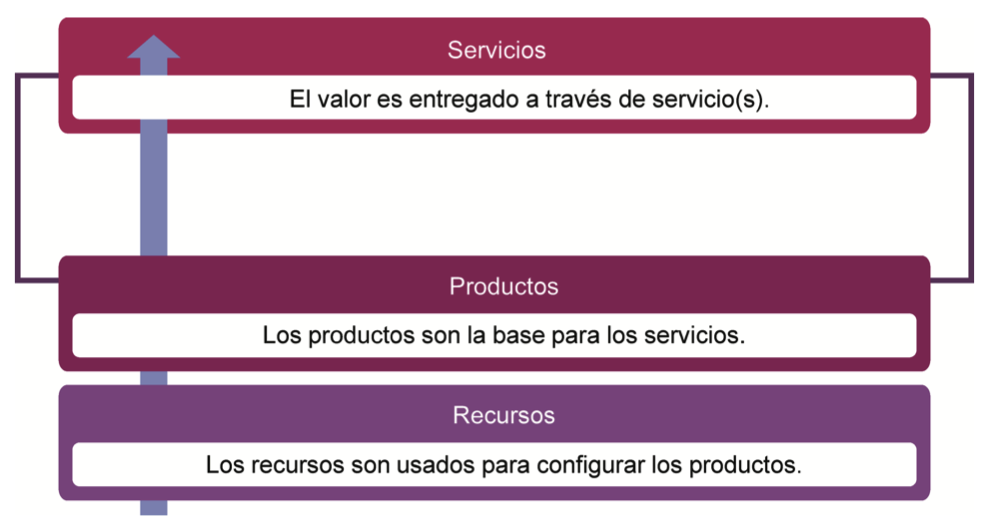 Servicios
El valor es entregado a través de servicio(s).
Productos
Los productos son la base para los servicios.
Recursos
Los recursos son usados para configurar los productos.